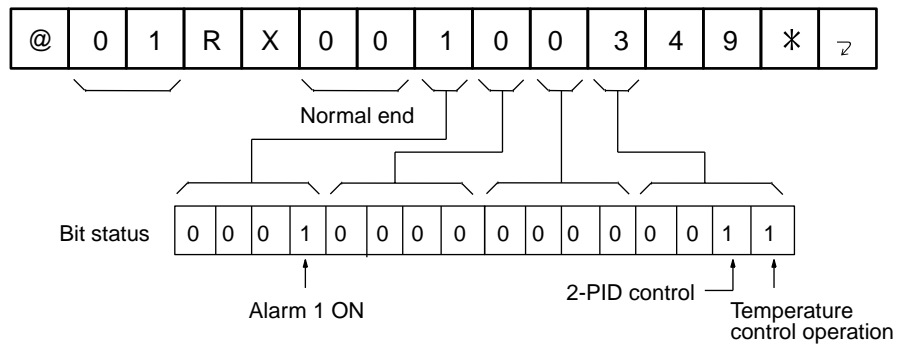 @ 0 1 R X 0 0 1 0 0 3 4 9 * ↵
Normal end
Bit status 0 0 0 1 0 0 0 0 0 0 0 0 0 0 1 1
Alarm 1 ON
2-PID control
Temperature
control operation